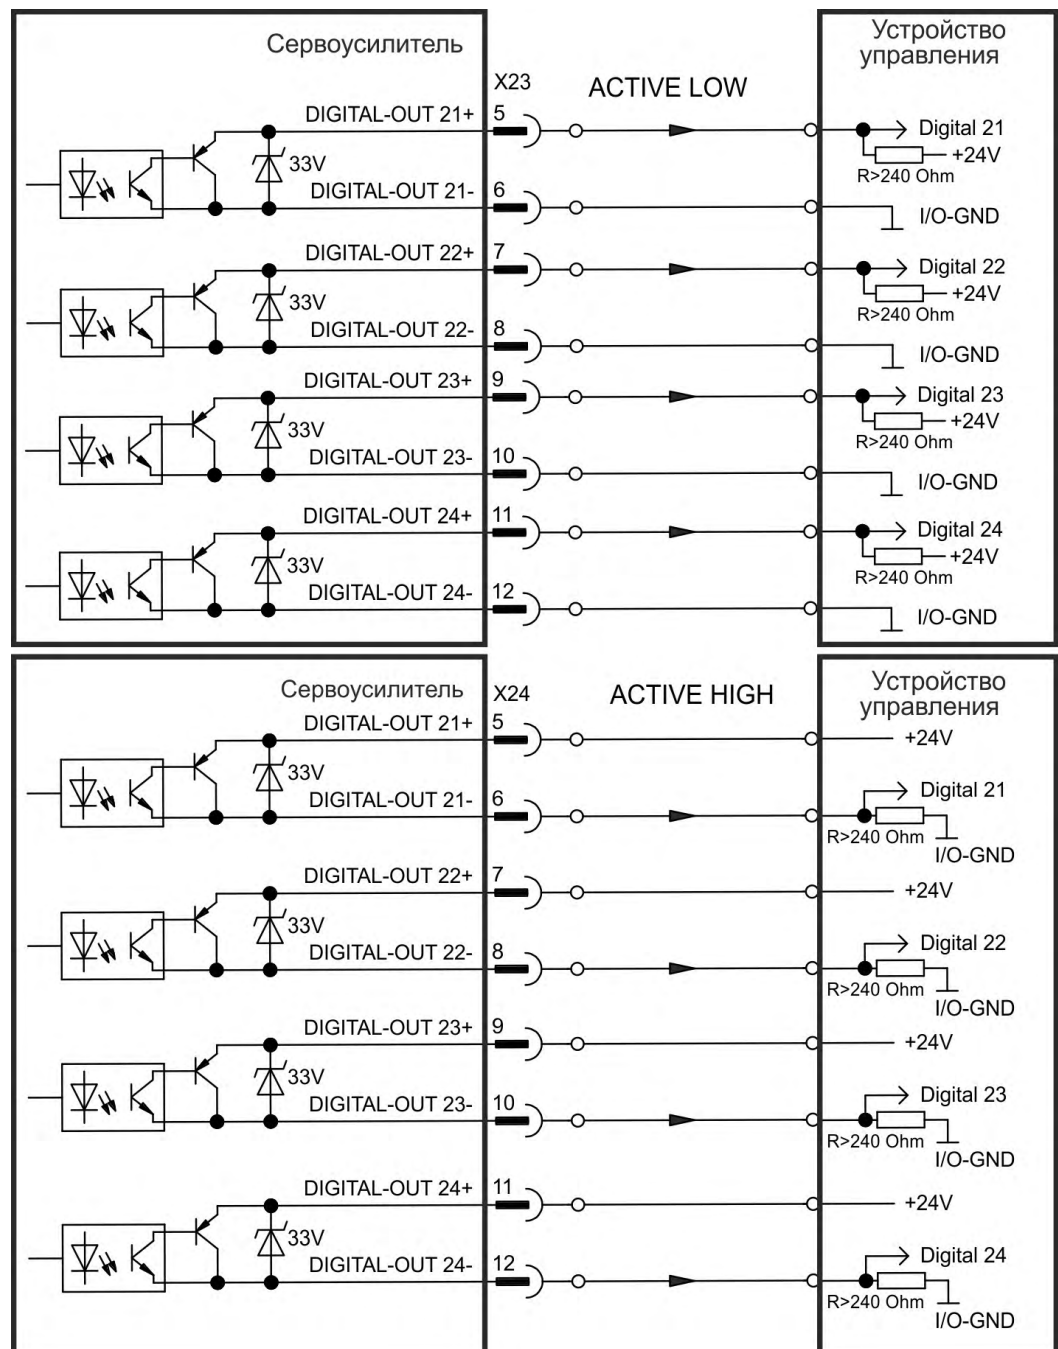 Сервоусилитель
X23
ACTIVE LOW
Устройство
управления
DIGITAL-OUT 21+
5
Digital 21
33V
+24V
R>240 Ohm
DIGITAL-OUT 21-
6
I/O-GND
DIGITAL-OUT 22+
7
Digital 22
33V
+24V
R>240 Ohm
DIGITAL-OUT 22-
8
I/O-GND
DIGITAL-OUT 23+
9
Digital 23
33V
+24V
R>240 Ohm
DIGITAL-OUT 23-
10
I/O-GND
DIGITAL-OUT 24+
11
Digital 24
33V
+24V
R>240 Ohm
DIGITAL-OUT 24-
12
I/O-GND
Сервоусилитель
X24
ACTIVE HIGH
Устройство
управления
DIGITAL-OUT 21+
5
+24V
33V
DIGITAL-OUT 21-
6
Digital 21
R>240 Ohm
I/O-GND
DIGITAL-OUT 22+
7
+24V
33V
DIGITAL-OUT 22-
8
Digital 22
R>240 Ohm
I/O-GND
DIGITAL-OUT 23+
9
+24V
33V
DIGITAL-OUT 23-
10
Digital 23
R>240 Ohm
I/O-GND
DIGITAL-OUT 24+
11
+24V
33V
DIGITAL-OUT 24-
12
Digital 24
R>240 Ohm
I/O-GND